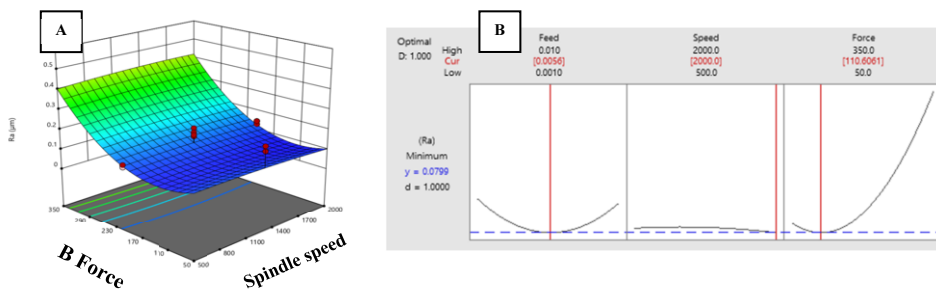 A
Ra (µm)
0.5
0.4
0.3
0.2
0.1
0
350
290
230
170
110
50
500
800
1100
1400
1700
2000
B Force
Spindle speed
B
Optimal
D: 1.000
High
Cur
Low
Feed
0.010
[0.0056]
0.0010
Speed
2000.0
[2000.0]
500.0
Force
350.0
[110.6061]
50.0
(Ra)
Minimum
y = 0.0799
d = 1.0000